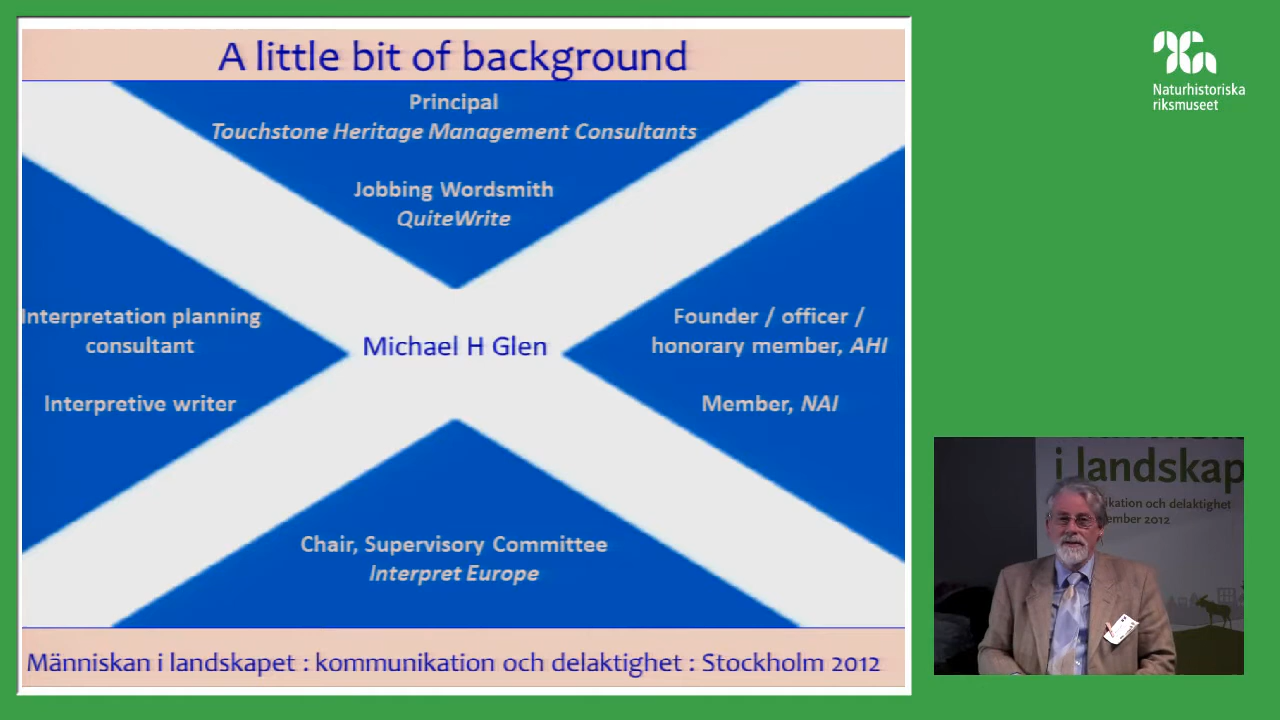 A little bit of background
Principal
Touchstone Heritage Management Consultants
Jobbing Wordsmith
QuiteWrite
Interpretation planning
consultant
Interpretive writer
Michael H Glen
Founder / officer /
honorary member, AHI
Member, NAI
Chair, Supervisory Committee
Interpret Europe
Människan i landskapet : kommunikation och delaktighet : Stockholm 2012
Naturhistoriska
riksmuseet
i landskap
ikation och delaktighet
ember 2012